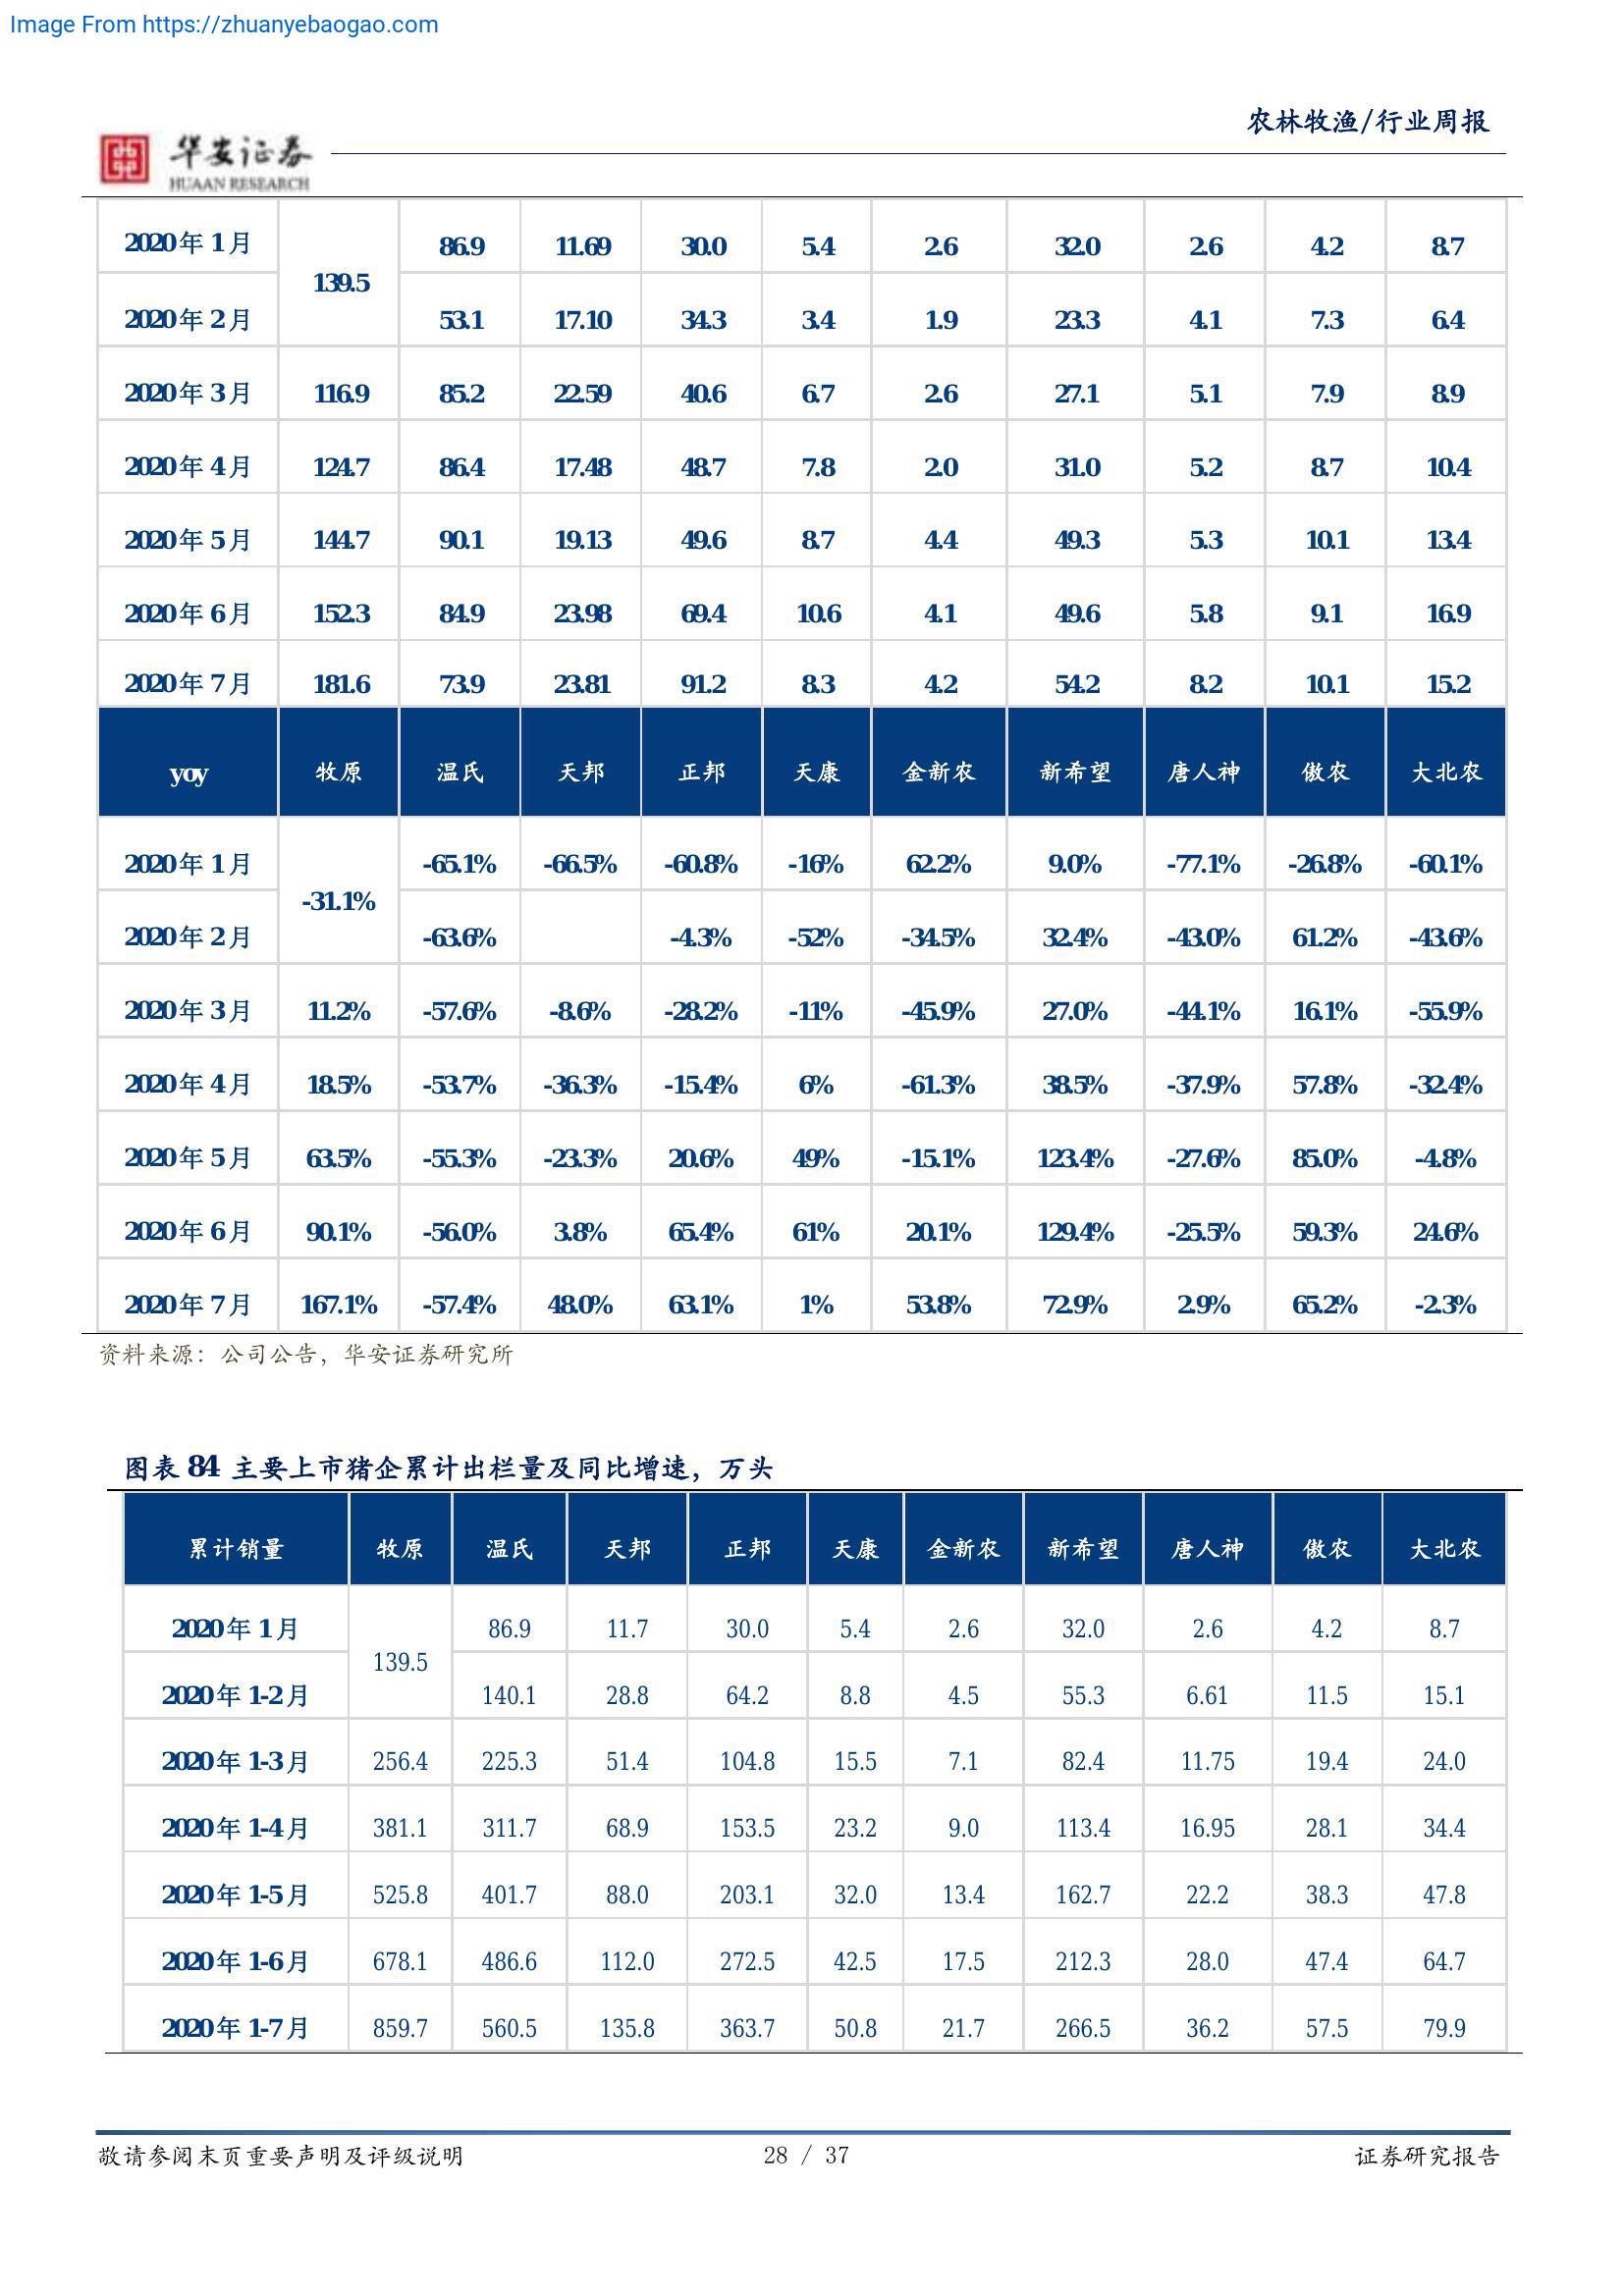 Image From https://zhuanyebaogao.com
农林牧渔/行业周报
华安证券
HUAAN RESEARCH
2020年1月 139.5 86.9 11.69 30.0 5.4 2.6 32.0 2.6 4.2 8.7
2020年2月 53.1 17.10 34.3 3.4 1.9 23.3 4.1 7.3 6.4
2020年3月 116.9 85.2 22.59 40.6 6.7 2.6 27.1 5.1 7.9 8.9
2020年4月 124.7 86.4 17.48 48.7 7.8 2.0 31.0 5.2 8.7 10.4
2020年5月 144.7 90.1 19.13 49.6 8.7 4.4 49.3 5.3 10.1 13.4
2020年6月 152.3 84.9 23.98 69.4 10.6 4.1 49.6 5.8 9.1 16.9
2020年7月 181.6 73.9 23.81 91.2 8.3 4.2 54.2 8.2 10.1 15.2
yoy 牧原 温氏 天邦 正邦 天康 金新农 新希望 唐人神 傲农 大北农
2020年1月 -31.1% -65.1% -66.5% -60.8% -16% 62.2% 9.0% -77.1% -26.8% -60.1%
2020年2月 -63.6% -4.3% -52% -34.5% 32.4% -43.0% 61.2% -43.6%
2020年3月 11.2% -57.6% -8.6% -28.2% -11% -45.9% 27.0% -44.1% 16.1% -55.9%
2020年4月 18.5% -53.7% -36.3% -15.4% 6% -61.3% 38.5% -37.9% 57.8% -32.4%
2020年5月 63.5% -55.3% -23.3% 20.6% 49% -15.1% 123.4% -27.6% 85.0% -4.8%
2020年6月 90.1% -56.0% 3.8% 65.4% 61% 20.1% 129.4% -25.5% 59.3% 24.6%
2020年7月 167.1% -57.4% 48.0% 63.1% 1% 53.8% 72.9% 2.9% 65.2% -2.3%
资料来源：公司公告，华安证券研究所
图表 84 主要上市猪企累计出栏量及同比增速，万头
累计销量 牧原 温氏 天邦 正邦 天康 金新农 新希望 唐人神 傲农 大北农
2020年1月 139.5 86.9 11.7 30.0 5.4 2.6 32.0 2.6 4.2 8.7
2020年1-2月 140.1 28.8 64.2 8.8 4.5 55.3 6.61 11.5 15.1
2020年1-3月 256.4 225.3 51.4 104.8 15.5 7.1 82.4 11.75 19.4 24.0
2020年1-4月 381.1 311.7 68.9 153.5 23.2 9.0 113.4 16.95 28.1 34.4
2020年1-5月 525.8 401.7 88.0 203.1 32.0 13.4 162.7 22.2 38.3 47.8
2020年1-6月 678.1 486.6 112.0 272.5 42.5 17.5 212.3 28.0 47.4 64.7
2020年1-7月 859.7 560.5 135.8 363.7 50.8 21.7 266.5 36.2 57.5 79.9
敬请参阅末页重要声明及评级说明 28 / 37 证券研究报告